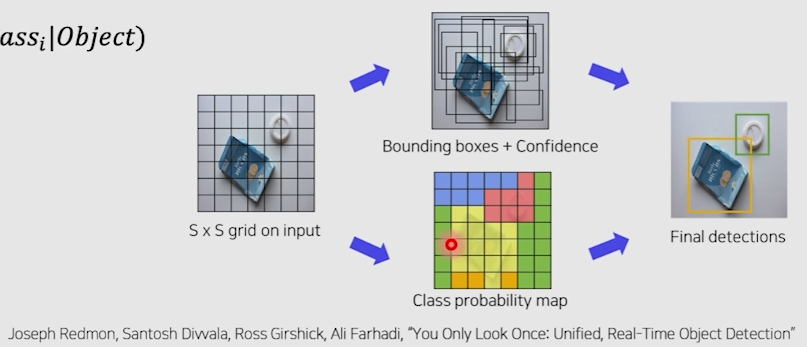 ass_i|Object)
Bounding boxes + Confidence
S x S grid on input
Final detections
Class probability map
Joseph Redmon, Santosh Divvala, Ross Girshick, Ali Farhadi, “You Only Look Once: Unified, Real-Time Object Detection”